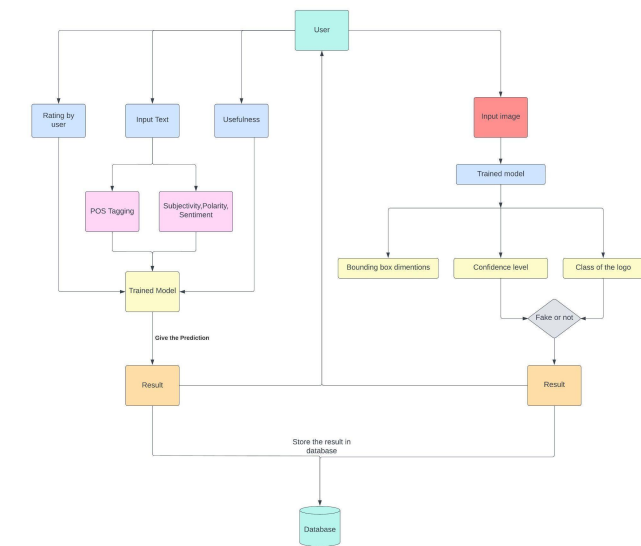 User
Rating by
user
Input Text
Usefulness
Input image
Trained model
POS Tagging
Subjectivity,Polarity,
Sentiment
Bounding box dimentions
Confidence level
Class of the logo
Trained Model
Fake or not
Give the Prediction
Result
Result
Store the result in
database
Database